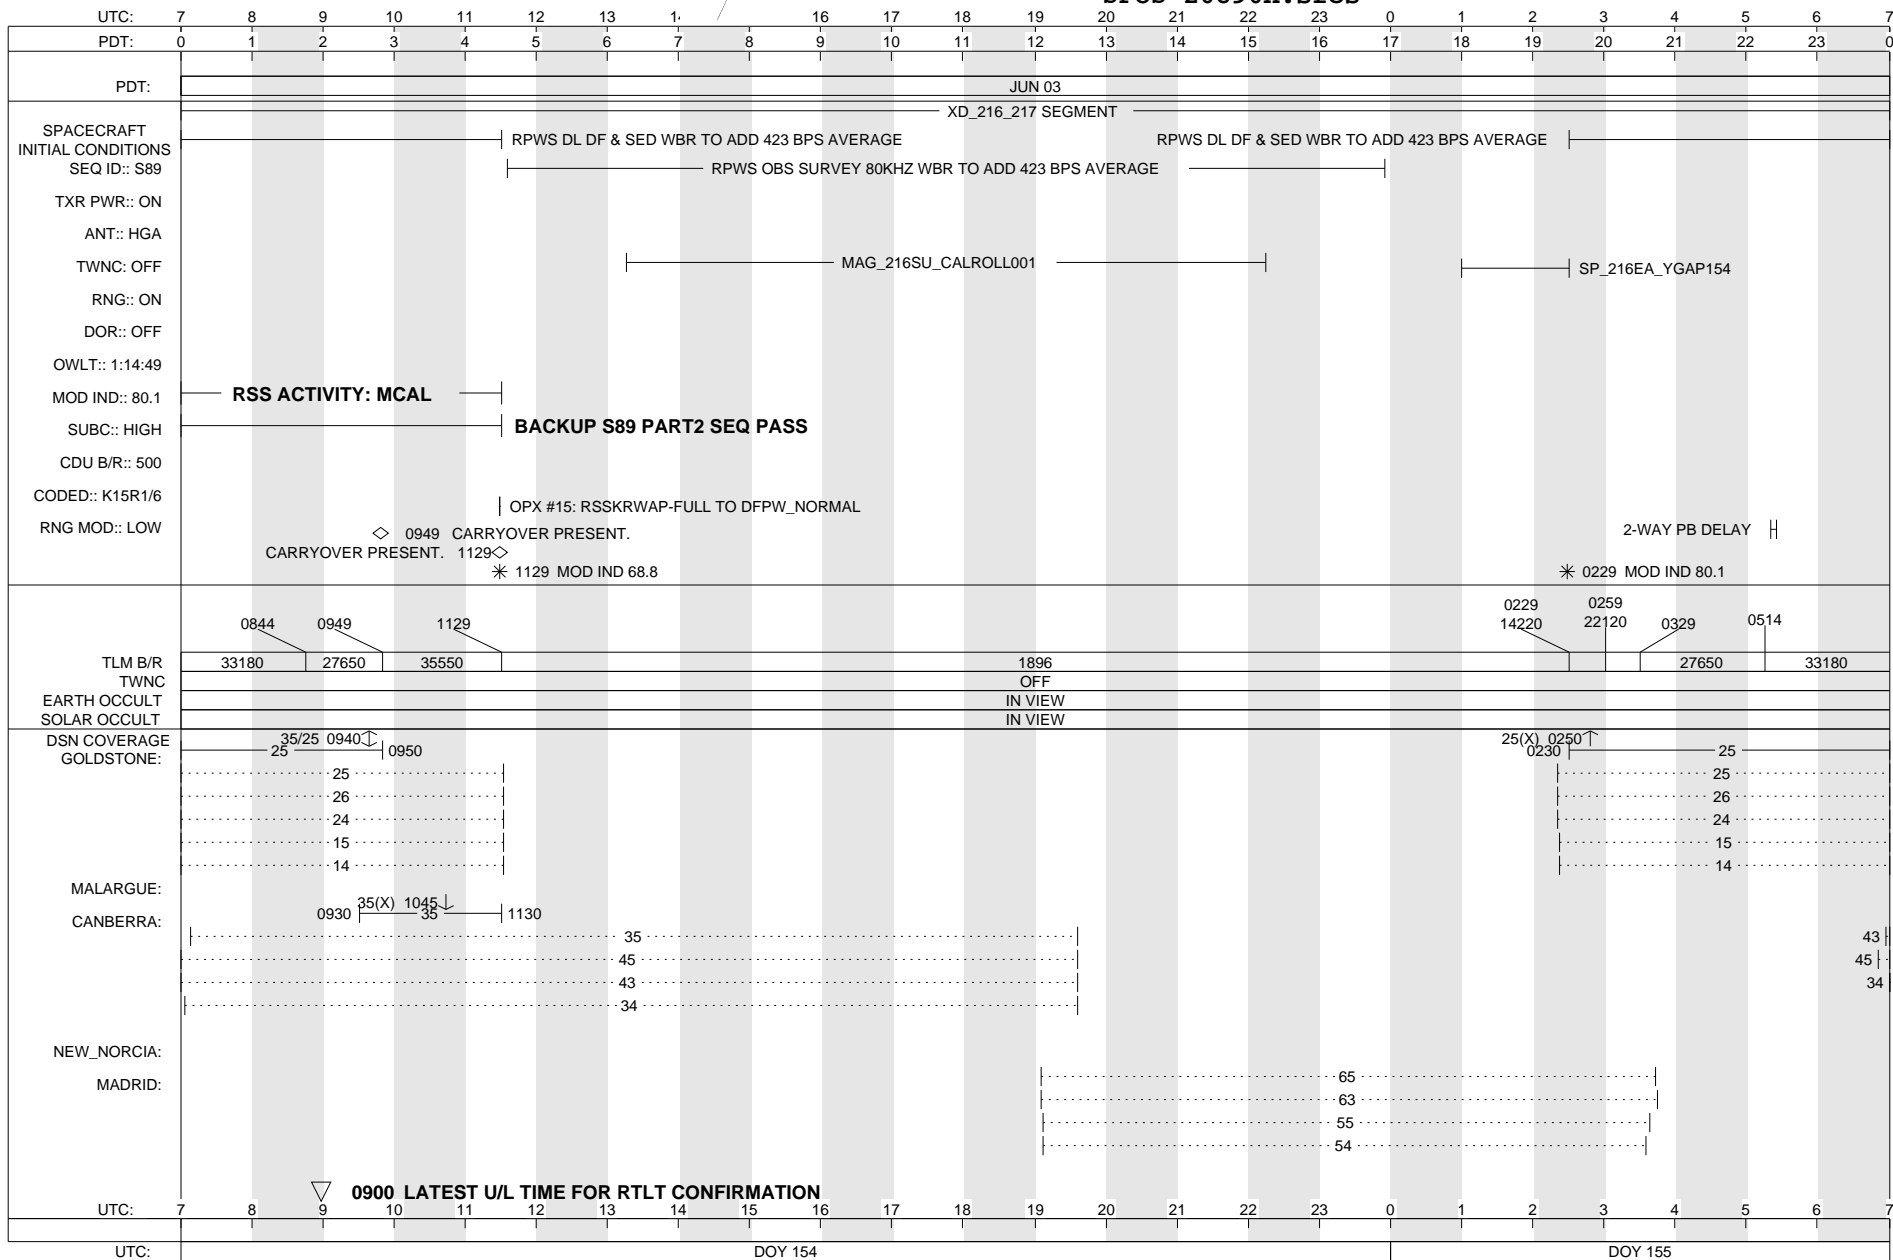 UTC: 7 8 9 10 11 12 13 16 17 18 19 20 21 22 23 0 1 2 3 4 5 6 7
PDT: 0 1 2 3 4 5 6 7 8 9 10 11 12 13 14 15 16 17 18 19 20 21 22 23 0
PDT: JUN 03
XD_216_217 SEGMENT
SPACECRAFT
INITIAL CONDITIONS
RPWS DL DF & SED WBR TO ADD 423 BPS AVERAGE
RPWS DL DF & SED WBR TO ADD 423 BPS AVERAGE
SEQ ID:: S89
RPWS OBS SURVEY 80KHZ WBR TO ADD 423 BPS AVERAGE
TXR PWR:: ON
ANT:: HGA
TWNC: OFF
MAG_216SU_CALROLL001
SP_216EA_YGAP154
RNG:: ON
DOR:: OFF
OWLT:: 1:14:49
MOD IND:: 80.1
RSS ACTIVITY: MCAL
SUBC:: HIGH
BACKUP S89 PART2 SEQ PASS
CDU B/R:: 500
CODED:: K15R1/6
OPX #15: RSSKRWAP-FULL TO DFPW_NORMAL
RNG MOD:: LOW
0949 CARRYOVER PRESENT.
2-WAY PB DELAY
CARRYOVER PRESENT. 1129
1129 MOD IND 68.8
0229 MOD IND 80.1
0229 0259
0844 0949 1129 14220 22120 0329 0514
TLM B/R 33180 27650 35550 1896 27650 33180
TWNC OFF
EARTH OCCULT IN VIEW
SOLAR OCCULT IN VIEW
DSN COVERAGE 35/25 0940 25(X) 0250
GOLDSTONE: 25 0950 0230 25
25 25
26 26
24 24
15 15
14 14
MALARGUE:
35(X) 1045
CANBERRA: 0930 35 1130
35 43
45 45
43 34
34
NEW_NORCIA:
MADRID: 65
63
55
54
0900 LATEST U/L TIME FOR RTLT CONFIRMATION
UTC: 7 8 9 10 11 12 13 14 15 16 17 18 19 20 21 22 23 0 1 2 3 4 5 6 7
UTC: DOY 154 DOY 155